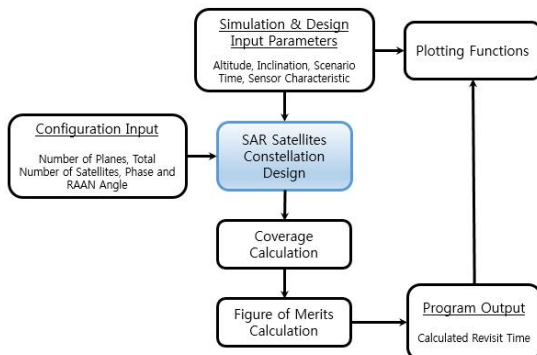 Simulation & Design
Input Parameters
Altitude, Inclination, Scenario
Time, Sensor Characteristic
Plotting Functions
Configuration Input
Number of Planes, Total
Number of Satellites, Phase and
RAAN Angle
SAR Satellites
Constellation
Design
Coverage
Calculation
Figure of Merits
Calculation
Program Output
Calculated Revisit Time